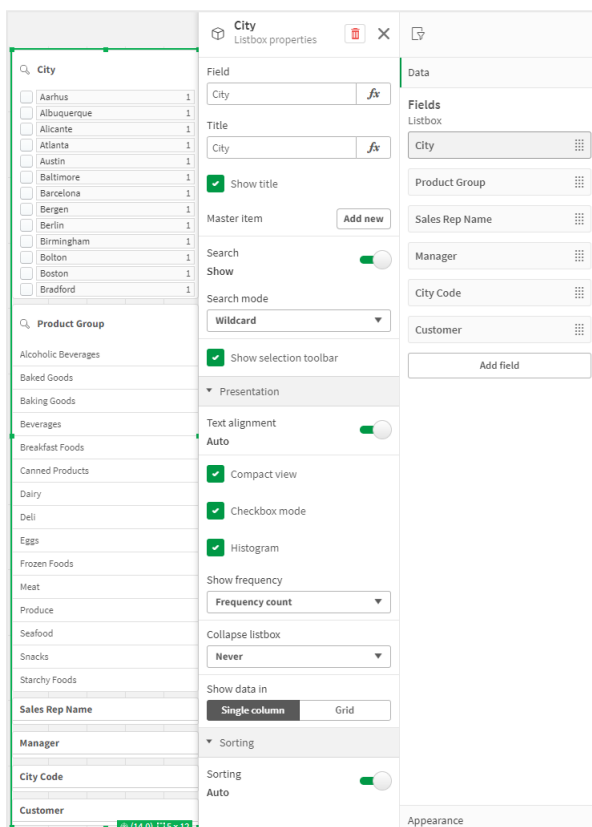 City
Aarhus 1
Albuquerque 1
Alicante 1
Atlanta 1
Austin 1
Baltimore 1
Barcelona 1
Bergen 1
Berlin 1
Birmingham 1
Bolton 1
Boston 1
Bradford 1
Product Group
Alcoholic Beverages
Baked Goods
Baking Goods
Beverages
Breakfast Foods
Canned Products
Dairy
Deli
Eggs
Frozen Foods
Meat
Produce
Seafood
Snacks
Starchy Foods
Sales Rep Name
Manager
City Code
Customer
City
Listbox properties
Field
City fx
Title
City fx
Show title
Master item Add new
Search
Show
Search mode
Wildcard
Show selection toolbar
Presentation
Text alignment
Auto
Compact view
Checkbox mode
Histogram
Show frequency
Frequency count
Collapse listbox
Never
Show data in
Single column Grid
Sorting
Sorting
Auto
Data
Fields
Listbox
City
Product Group
Sales Rep Name
Manager
City Code
Customer
Add field
Appearance